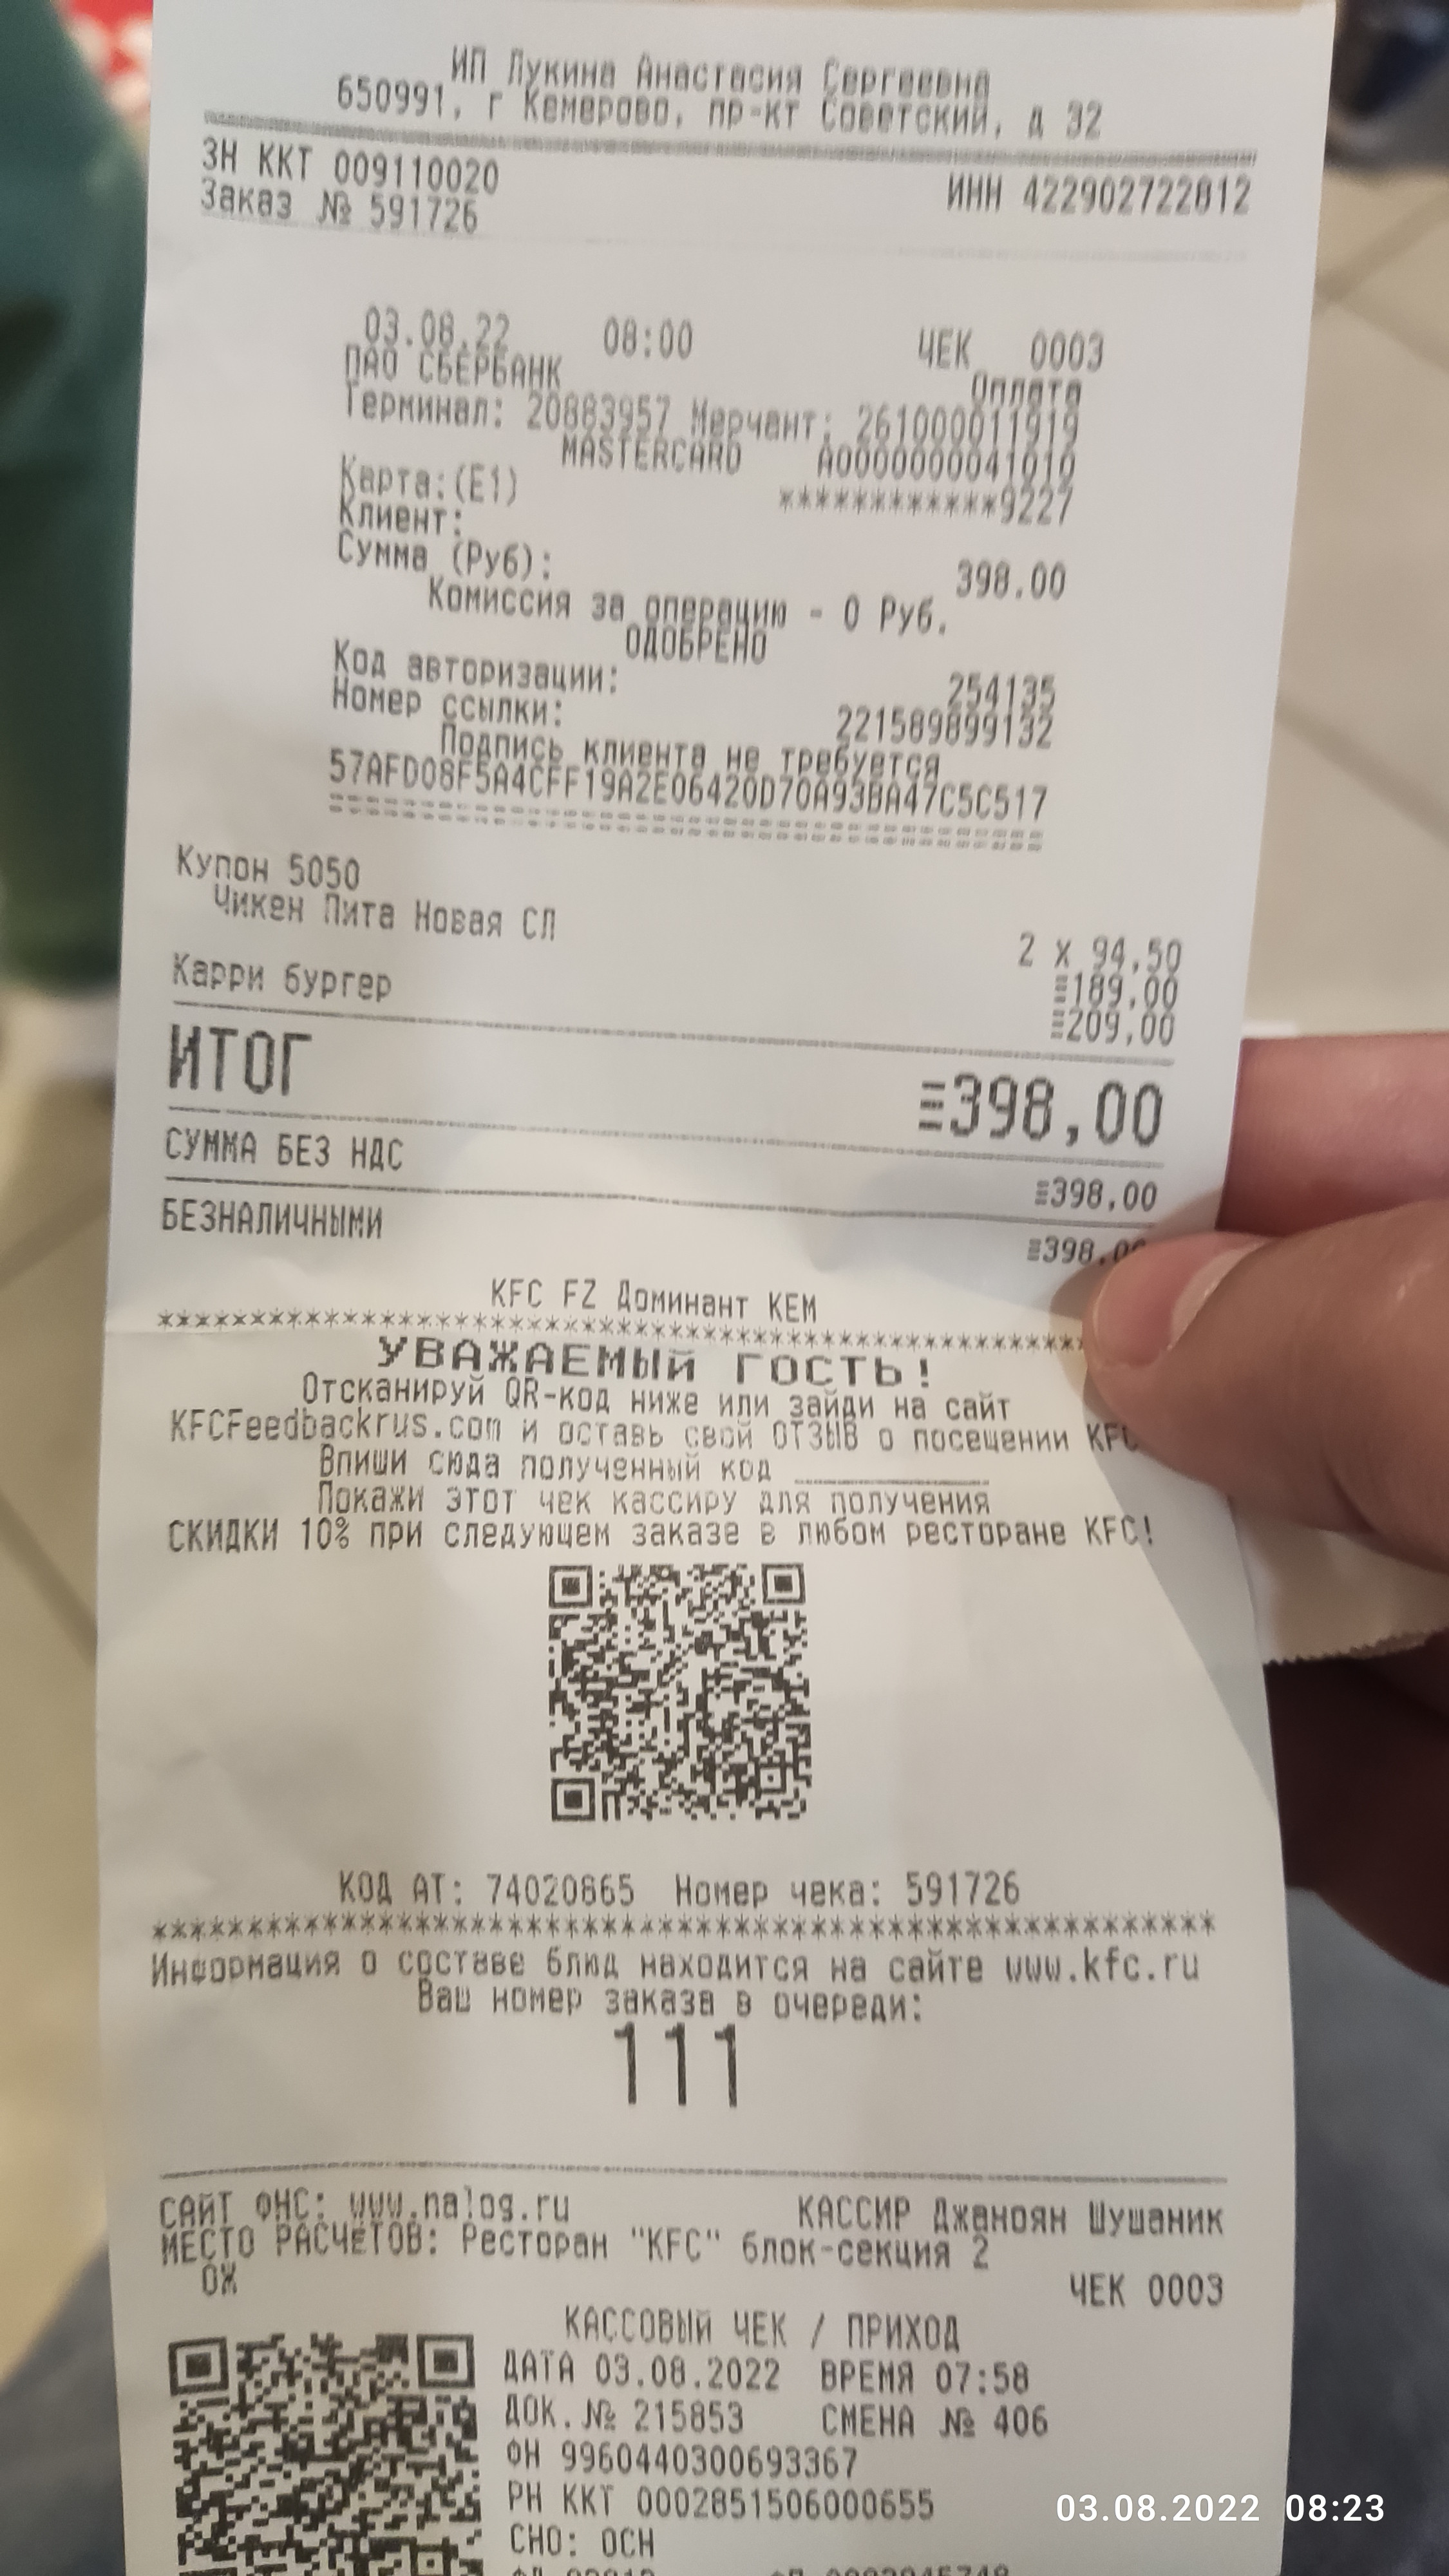 ИП Лукина Анастасия Сергеевна
650991, г Кемерово, пр-кт Советский, д 32
ЗН ККТ 009110020 ИНН 422902722812
Заказ № 591726
03.08.22 08:00 ЧЕК 0003
ПАО СБЕРБАНК Оплата
Терминал: 20883957 Мерчант: 261000011919
MASTERCARD A0000000041010
Карта:(E1) ************9227
Клиент:
Сумма (Руб): 398.00
Комиссия за операцию - 0 Руб.
ОДОБРЕНО
Код авторизации: 254135
Номер ссылки: 221589899132
Подпись клиента не требуется
57AFD08F5A4CFF19A2E06420D70A93BA47C5C517
Купон 5050
Чикен Пита Новая СЛ
2 X 94,50
≡189,00
Карри бургер ≡209,00
ИТОГ ≡398,00
СУММА БЕЗ НДС ≡398,00
БЕЗНАЛИЧНЫМИ ≡398,00
KFC FZ Доминант КЕМ
УВАЖАЕМЫЙ ГОСТЬ!
Отсканируй QR-код ниже или зайди на сайт
KFCFeedbackrus.com и оставь свой ОТЗЫВ о посещении KFC
Впиши сюда полученный код ___________
Покажи этот чек кассиру для получения
СКИДКИ 10% при следующем заказе в любом ресторане KFC!
КОД АТ: 74020865 Номер чека: 591726
Информация о составе блюд находится на сайте www.kfc.ru
Ваш номер заказа в очереди:
111
САЙТ ФНС: www.nalog.ru КАССИР Джаноян Шушаник
МЕСТО РАСЧЕТОВ: Ресторан "KFC" блок-секция 2
ОЖ ЧЕК 0003
КАССОВЫЙ ЧЕК / ПРИХОД
ДАТА 03.08.2022 ВРЕМЯ 07:58
ДОК.№ 215853 СМЕНА № 406
ФН 9960440300693367
РН ККТ 0002851506000655
СНО: ОСН
03.08.2022 08:23